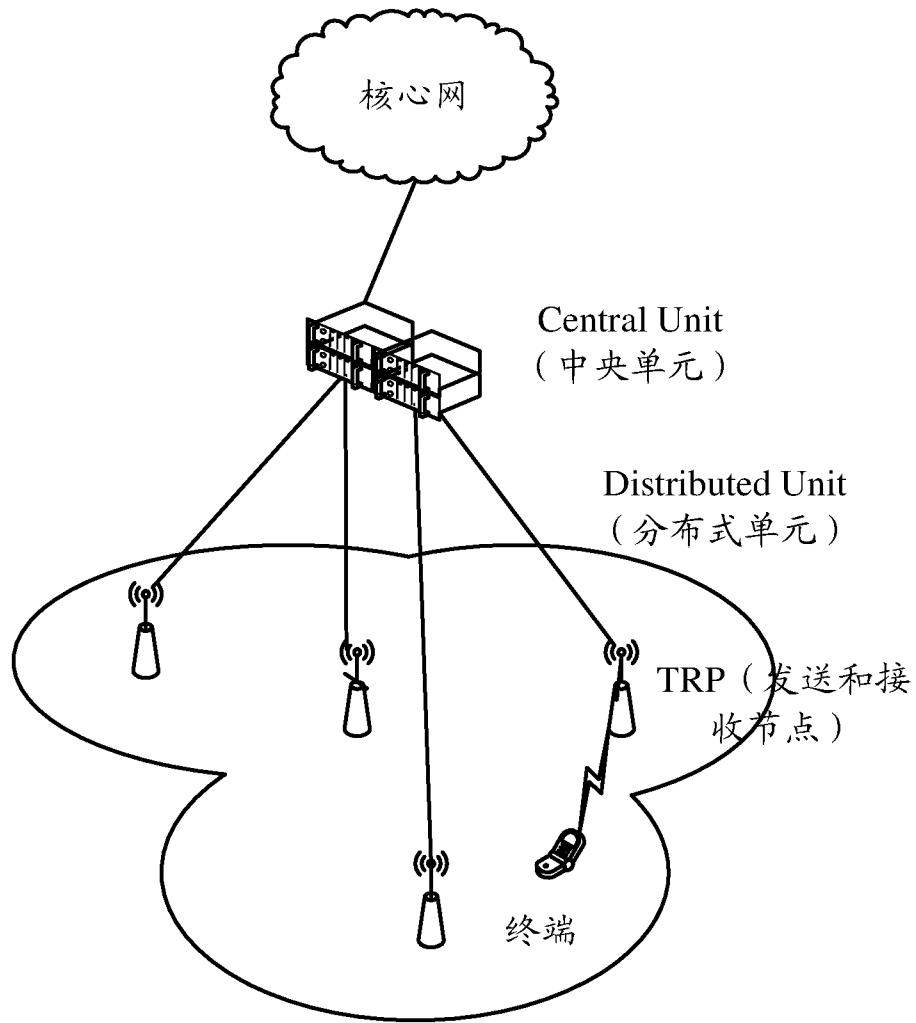 核心网
Central Unit
（中央单元）
Distributed Unit
（分布式单元）
TRP（发送和接
收节点）
终端